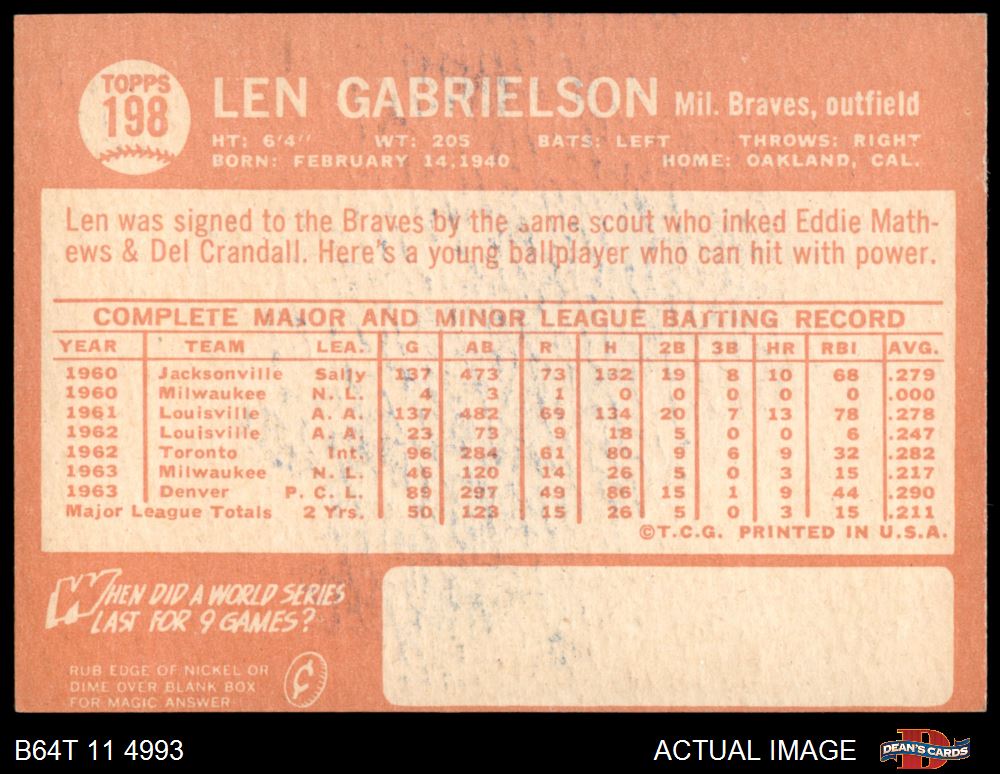 TOPPS
198
LEN GABRIELSON Mil. Braves, outfield
HT: 6'4" WT: 205 BATS: LEFT THROWS: RIGHT
BORN: FEBRUARY 14, 1940 HOME: OAKLAND, CAL.
Len was signed to the Braves by the same scout who inked Eddie Math-
ews & Del Crandall. Here's a young ballplayer who can hit with power.
COMPLETE MAJOR AND MINOR LEAGUE BATTING RECORD
YEAR TEAM LEA. G AB R H 2B 3B HR RBI AVG.
1960 Jacksonville Sally 137 473 73 132 19 8 10 68 .279
1960 Milwaukee N. L. 4 3 1 0 0 0 0 0 .000
1961 Louisville A. A. 137 482 69 134 20 7 13 78 .278
1962 Louisville A. A. 23 73 9 18 5 0 0 6 .247
1962 Toronto Int. 96 284 61 80 9 6 9 32 .282
1963 Milwaukee N. L. 46 120 14 26 5 0 3 15 .217
1963 Denver P. C. L. 89 297 49 86 15 1 9 44 .290
Major League Totals 2 Yrs. 50 123 15 26 5 0 3 15 .211
©T.C.G. PRINTED IN U.S.A.
WHEN DID A WORLD SERIES
LAST FOR 9 GAMES?
RUB EDGE OF NICKEL OR
DIME OVER BLANK BOX
FOR MAGIC ANSWER
B64T 11 4993 ACTUAL IMAGE DEAN'S CARDS